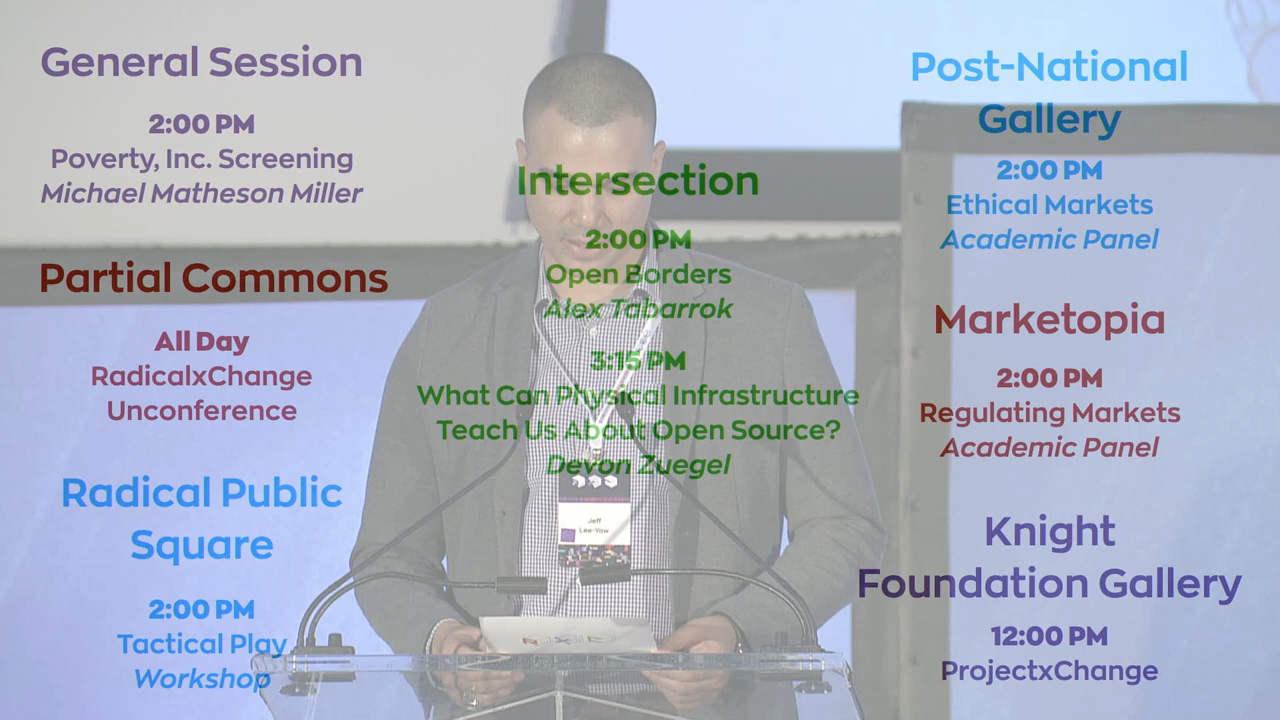 General Session
2:00 PM
Poverty, Inc. Screening
Michael Matheson Miller
Partial Commons
All Day
RadicalxChange
Unconference
Radical Public
Square
2:00 PM
Tactical Play
Workshop
Intersection
2:00 PM
Open Borders
Alex Tabarrok
3:15 PM
What Can Physical Infrastructure
Teach Us About Open Source?
Devon Zuegel
Jeff
Lee-Yaw
Post-National
Gallery
2:00 PM
Ethical Markets
Academic Panel
Marketopia
2:00 PM
Regulating Markets
Academic Panel
Knight
Foundation Gallery
12:00 PM
ProjectxChange